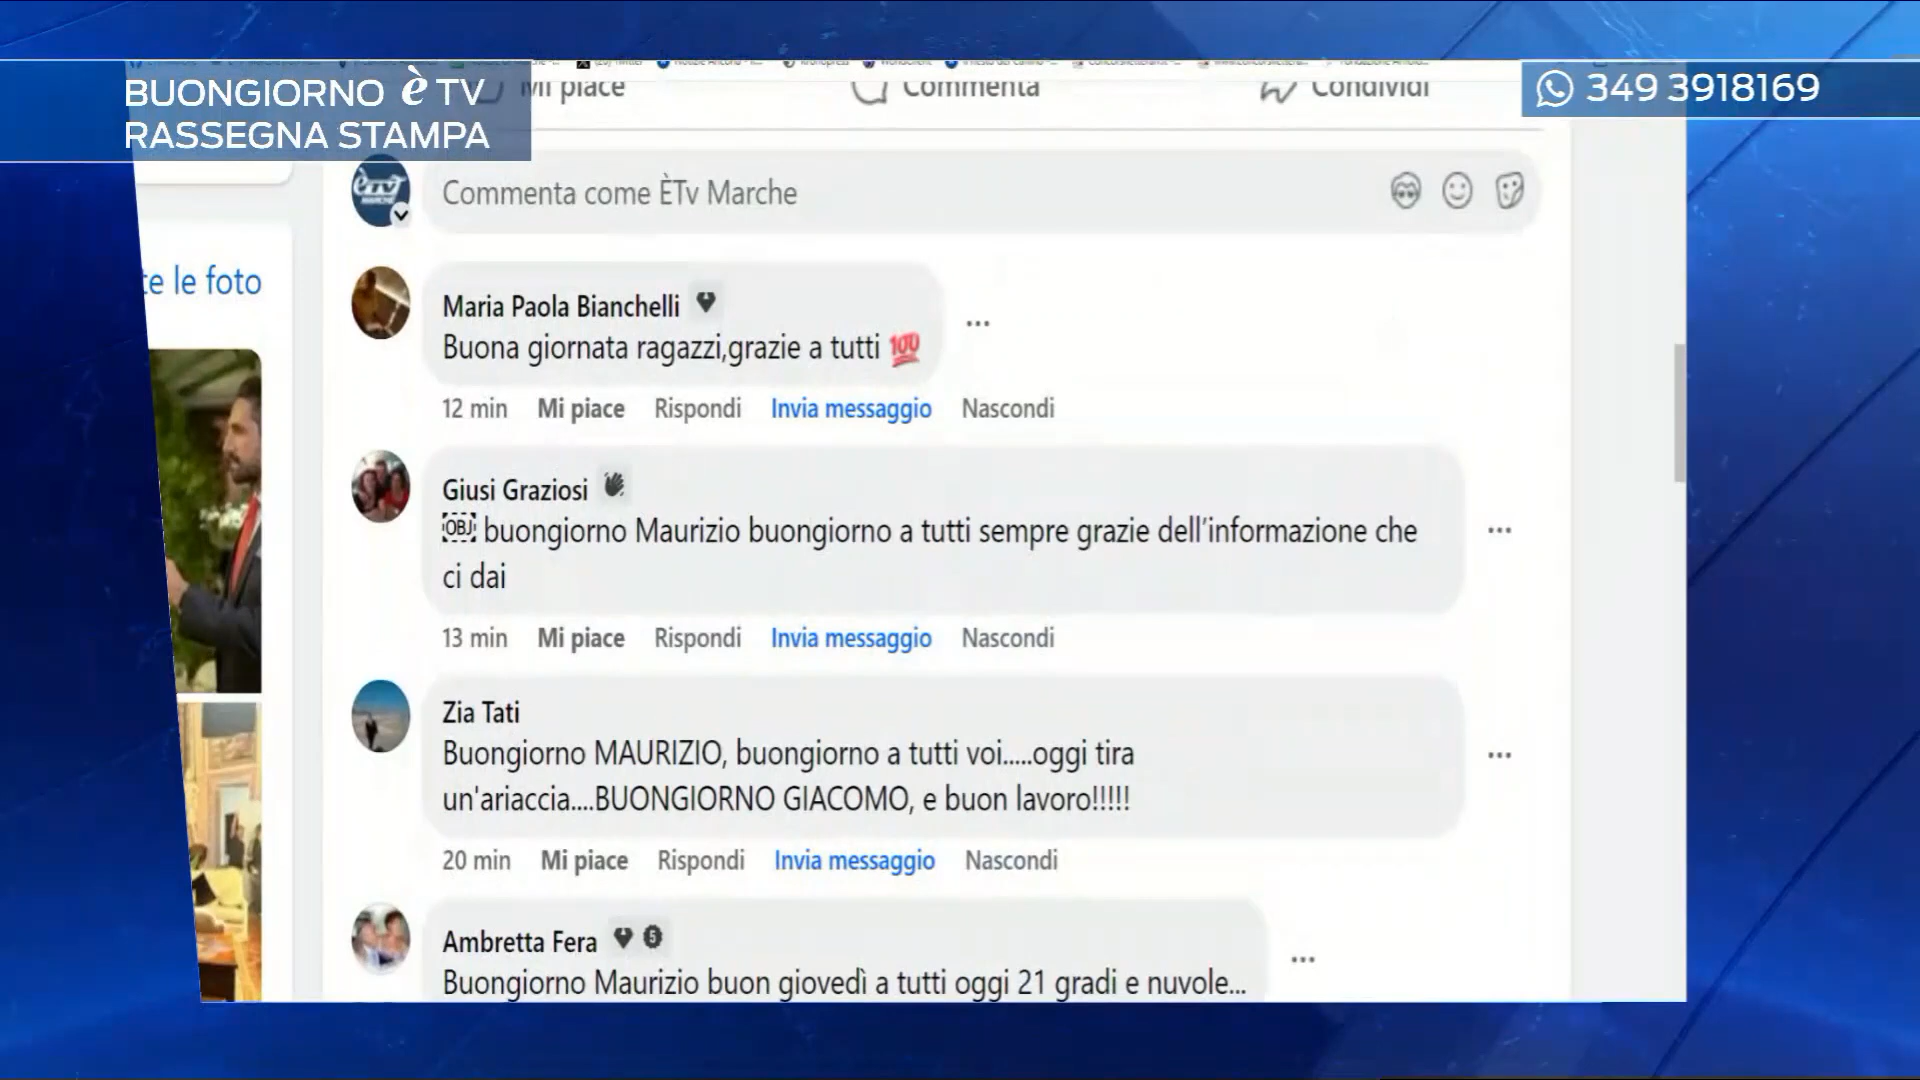 BUONGIORNO è TV
RASSEGNA STAMPA
349 3918169
Mi piace
Commenta
Condividi
ÈTV
MARCHE
Commenta come ÈTv Marche
te le foto
Maria Paola Bianchelli
Buona giornata ragazzi,grazie a tutti 💯
12 min Mi piace Rispondi Invia messaggio Nascondi
Giusi Graziosi
OBJ buongiorno Maurizio buongiorno a tutti sempre grazie dell'informazione che
ci dai
13 min Mi piace Rispondi Invia messaggio Nascondi
Zia Tati
Buongiorno MAURIZIO, buongiorno a tutti voi.....oggi tira
un'ariaccia....BUONGIORNO GIACOMO, e buon lavoro!!!!!
20 min Mi piace Rispondi Invia messaggio Nascondi
Ambretta Fera 5
Buongiorno Maurizio buon giovedì a tutti oggi 21 gradi e nuvole...